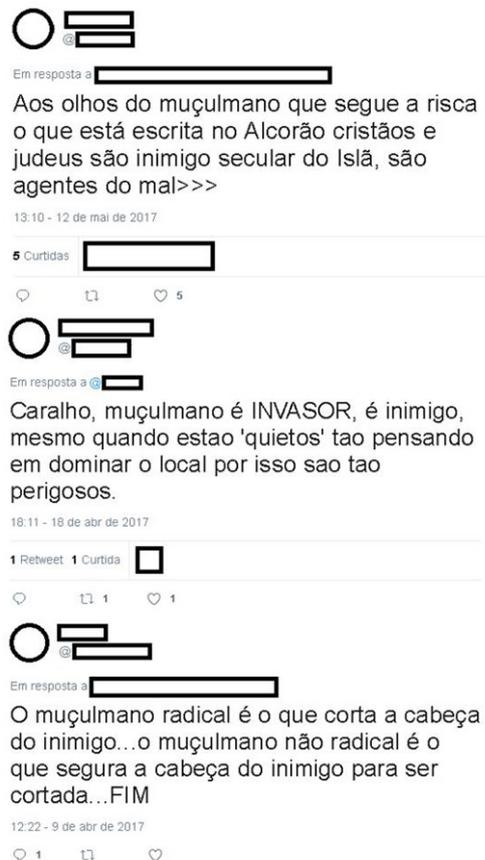 @
Em resposta a
Aos olhos do muçulmano que segue a risca
o que está escrita no Alcorão cristãos e
judeus são inimigo secular do Islã, são
agentes do mal>>>
13:10 - 12 de mai de 2017
5 Curtidas
5
@
Em resposta a @
Caralho, muçulmano é INVASOR, é inimigo,
mesmo quando estao 'quietos' tao pensando
em dominar o local por isso sao tao
perigosos.
18:11 - 18 de abr de 2017
1 Retweet 1 Curtida
1 1
@
Em resposta a
O muçulmano radical é o que corta a cabeça
do inimigo...o muçulmano não radical é o
que segura a cabeça do inimigo para ser
cortada...FIM
12:22 - 9 de abr de 2017
1